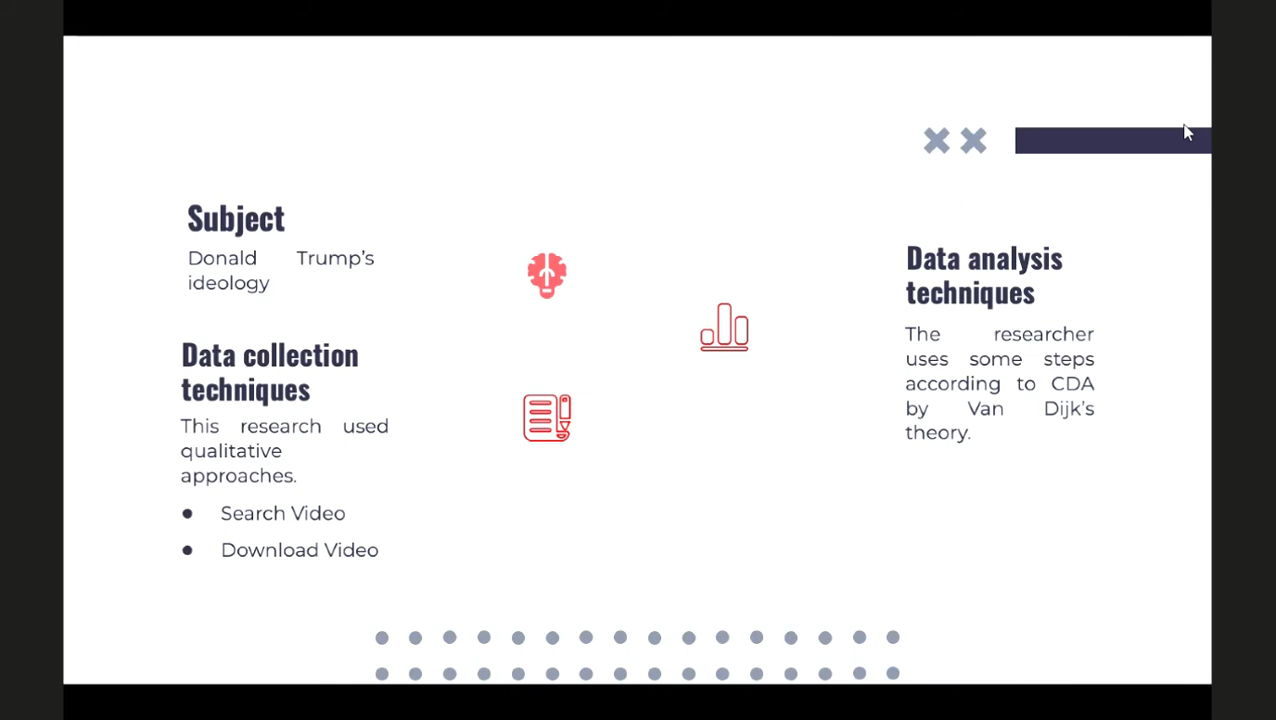 Subject
Donald Trump's
ideology
Data collection
techniques
This research used
qualitative
approaches.
● Search Video
● Download Video
Data analysis
techniques
The researcher
uses some steps
according to CDA
by Van Dijk's
theory.